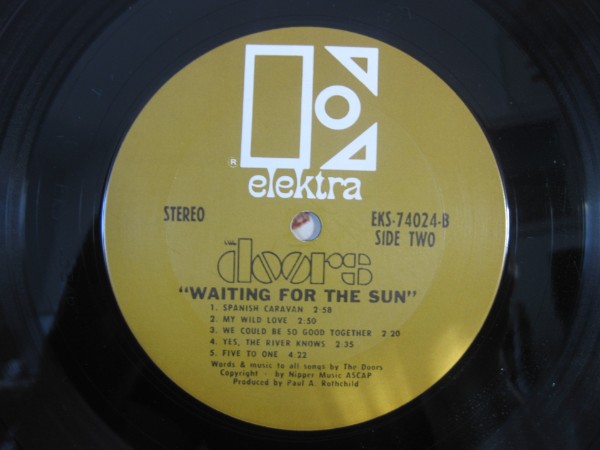 ®
elektra
STEREO
EKS-74024-B
SIDE TWO
the doors
"WAITING FOR THE SUN"
1. SPANISH CARAVAN 2:58
2. MY WILD LOVE 2:50
3. WE COULD BE SO GOOD TOGETHER 2:20
4. YES, THE RIVER KNOWS 2.35
5. FIVE TO ONE 4.22
Words & music to all songs by The Doors
Copyright - by Nipper Music ASCAP
Produced by Paul A. Rothchild